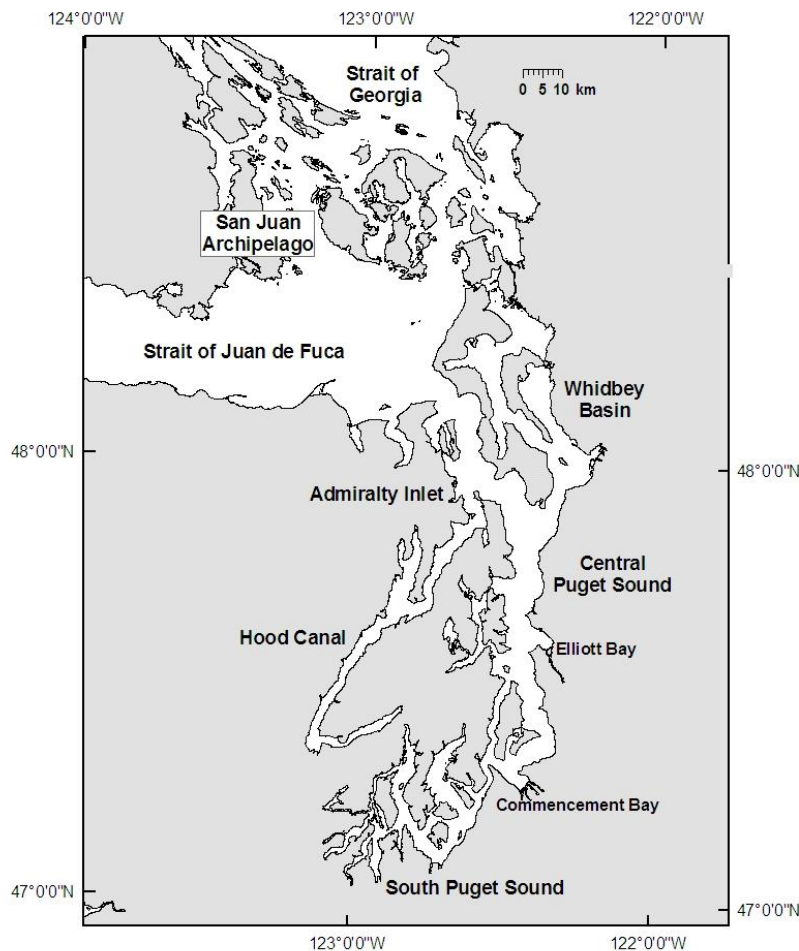 124°0'0"W
123°0'0"W
122°0'0"W
Strait of
Georgia
0 5 10 km
San Juan
Archipelago
Strait of Juan de Fuca
Whidbey
Basin
48°0'0"N
48°0'0"N
Admiralty Inlet
Central
Puget Sound
Hood Canal
Elliott Bay
Commencement Bay
South Puget Sound
47°0'0"N
47°0'0"N
123°0'0"W
122°0'0"W